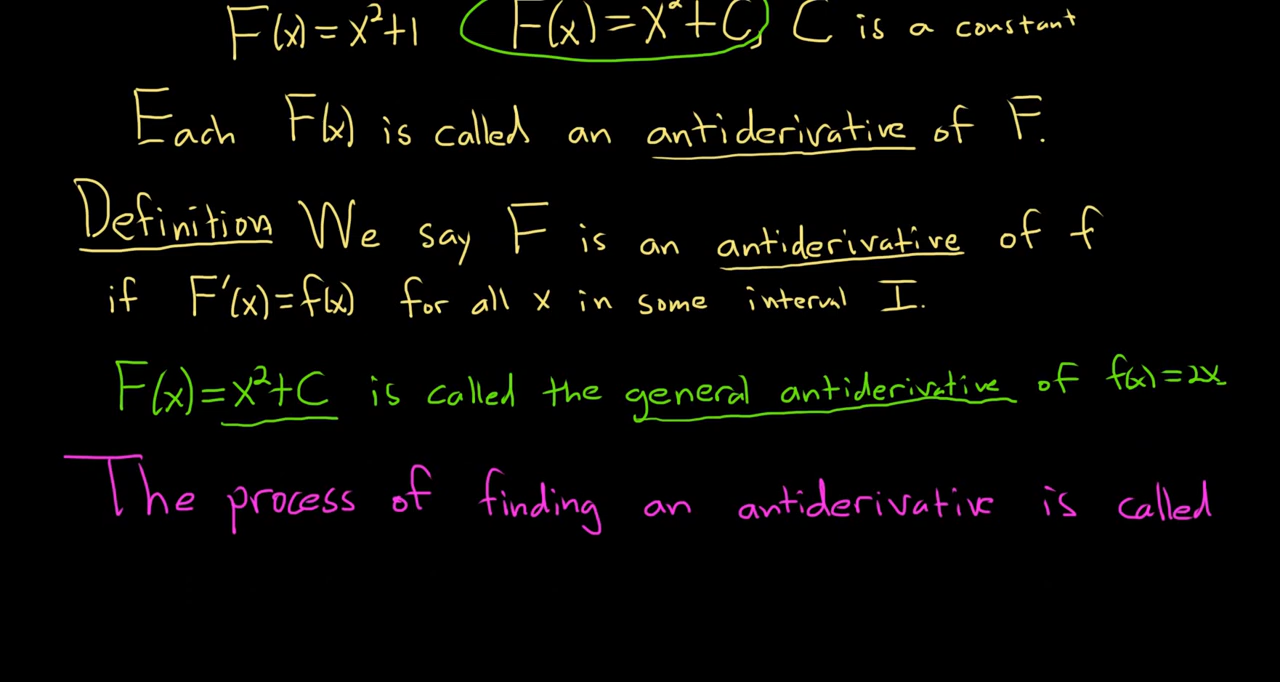 F(x)=x²+1 F(x)=x²+C, C is a constant
Each F(x) is called an antiderivative of F.
Definition We say F is an antiderivative of f
if F'(x)=f(x) for all x in some interval I.
F(x)=x²+C is called the general antiderivative of f(x)=2x
The process of finding an antiderivative is called